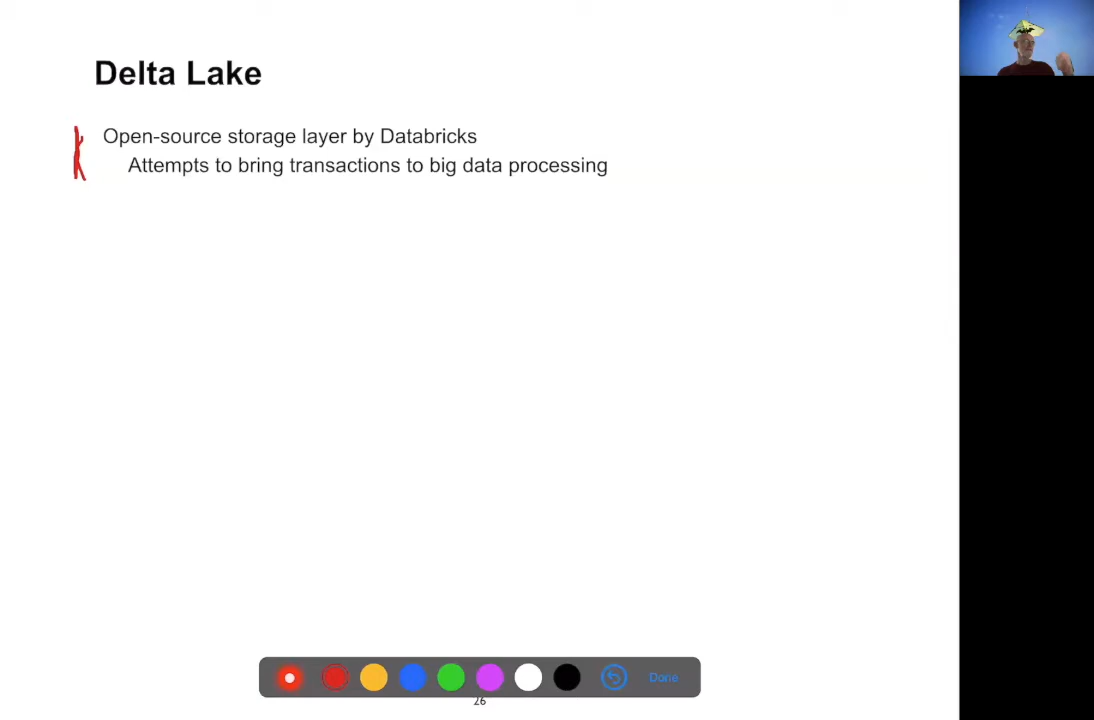 Delta Lake
Open-source storage layer by Databricks
Attempts to bring transactions to big data processing
Done
26